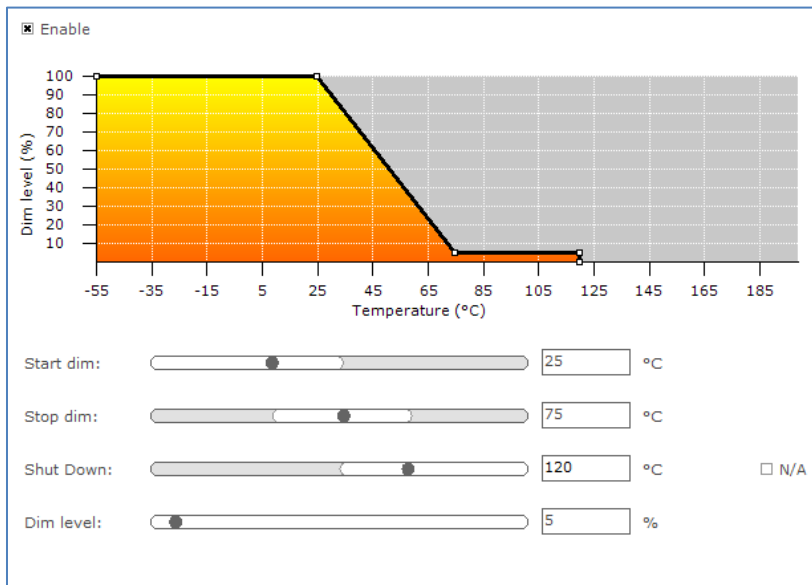 Enable
100
90
80
70
60
50
40
30
20
10
Dim level (%)
-55 -35 -15 5 25 45 65 85 105 125 145 165 185
Temperature (°C)
Start dim: 25 °C
Stop dim: 75 °C
Shut Down: 120 °C N/A
Dim level: 5 %